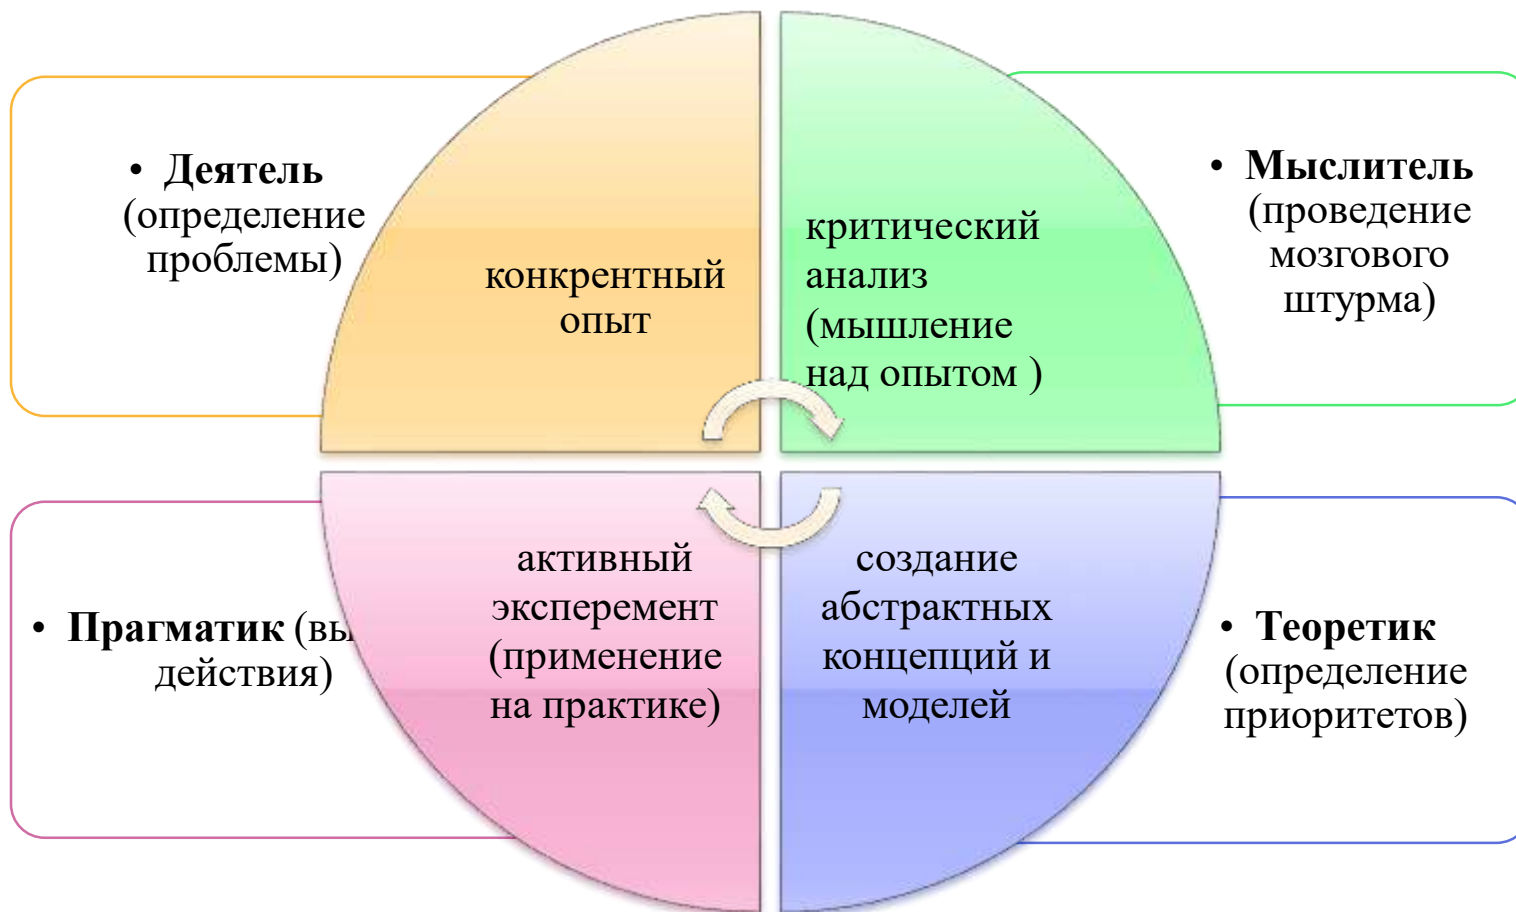 • Деятель
(определение
проблемы)
конкрентный
опыт
критический
анализ
(мышление
над опытом )
• Мыслитель
(проведение
мозгового
штурма)
• Прагматик
действия)
активный
эксперемент
(применение
на практике)
создание
абстрактных
концепций и
моделей
• Теоретик
(определение
приоритетов)